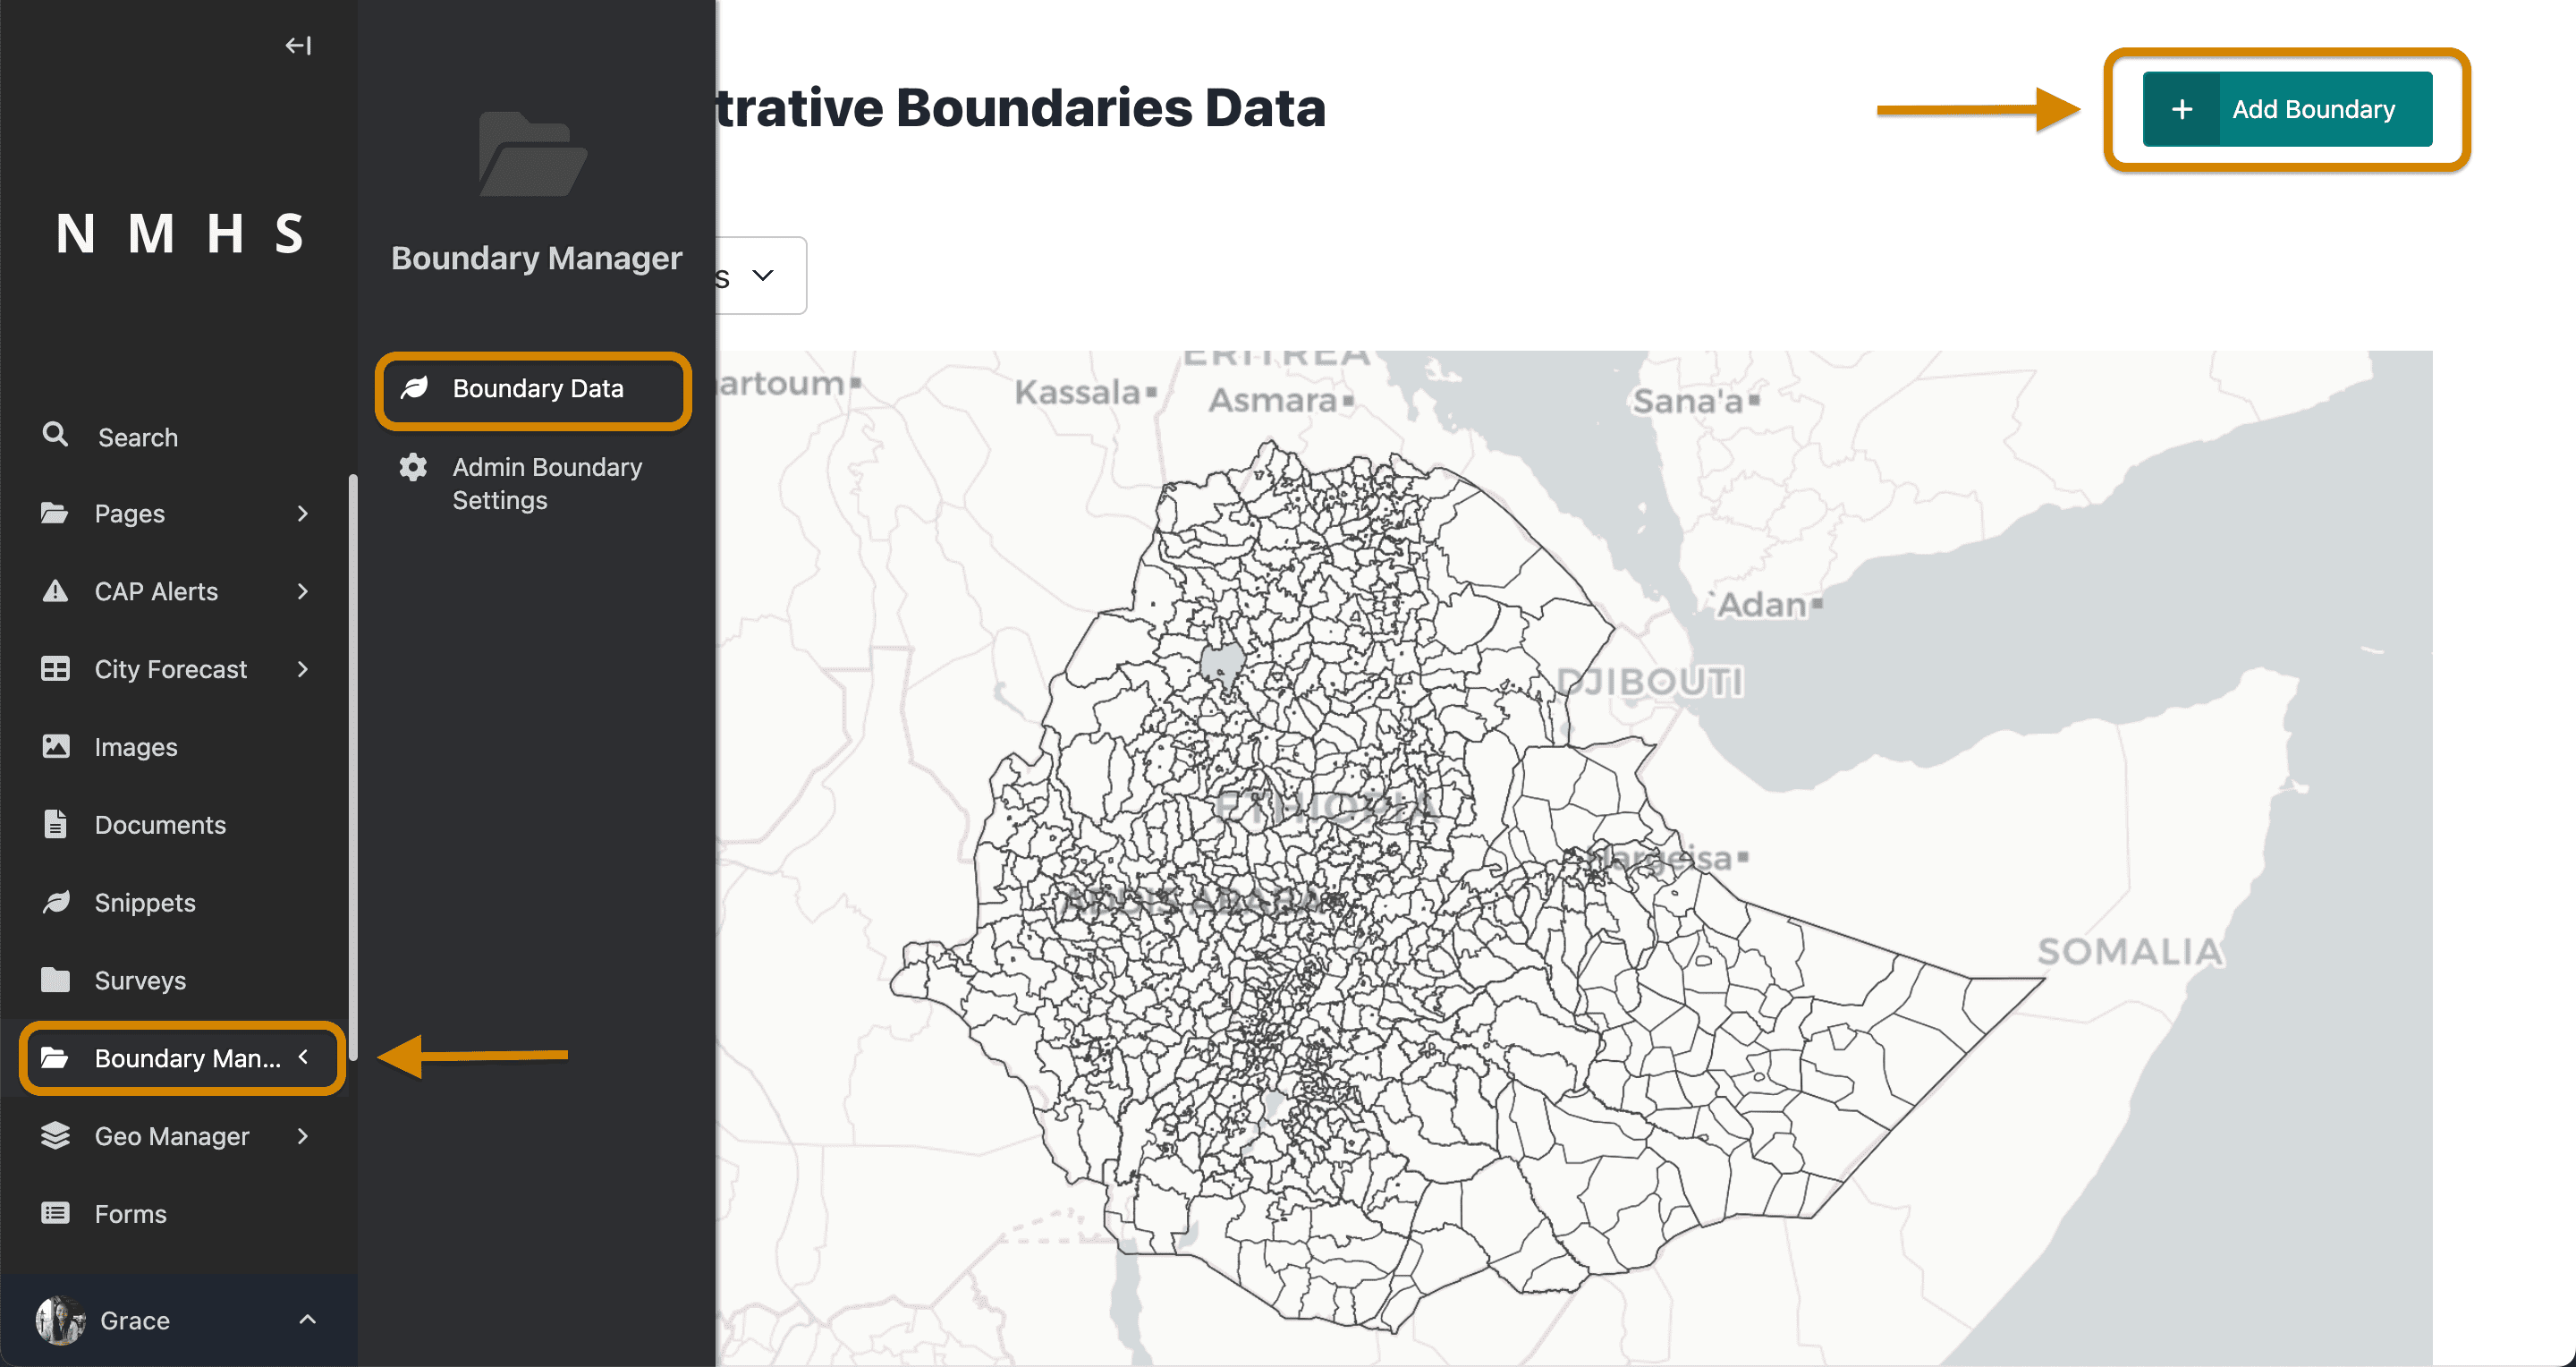 NMHS
Search
Pages
CAP Alerts
City Forecast
Images
Documents
Snippets
Surveys
Boundary Man...
Geo Manager
Forms
Grace
Boundary Manager
Boundary Data
Admin Boundary
Settings
trative Boundaries Data
Add Boundary
s
ERITREA
artoum
Kassala
Asmara
Sana'a
`Adan
DJIBOUTI
ETHIOPIA
Hargeisa
ADDIS ABABA
SOMALIA